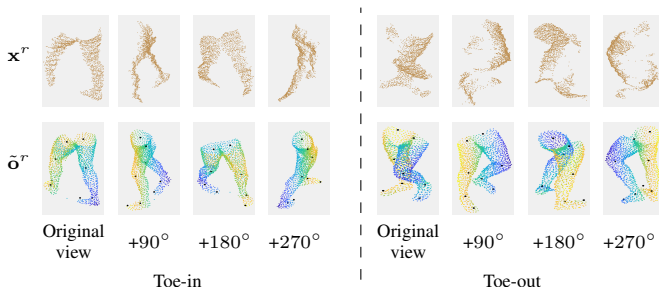 x^r
õ^r
Original view +90° +180° +270° Original view +90° +180° +270°
Toe-in Toe-out